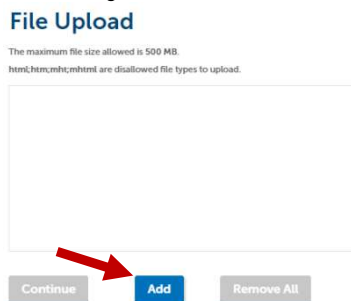 File Upload
The maximum file size allowed is 500 MB.
html;htm;mht;mhtml are disallowed file types to upload.
Continue Add Remove All